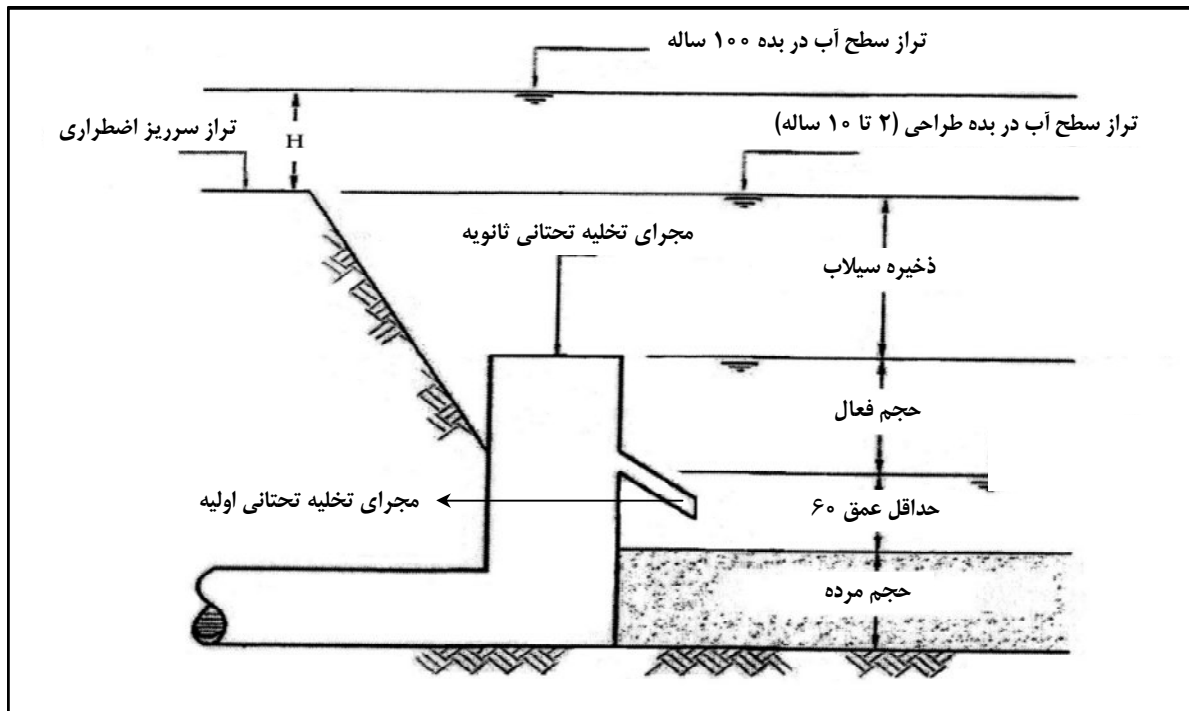 تراز سطح آب در بده ۱۰۰ ساله
تراز سطح آب در بده طراحی (۲ تا ۱۰ ساله)
تراز سرریز اضطراری
H
مجرای تخلیه تحتانی ثانویه
ذخیره سیلاب
حجم فعال
مجرای تخلیه تحتانی اولیه
حداقل عمق ۶۰
حجم مرده